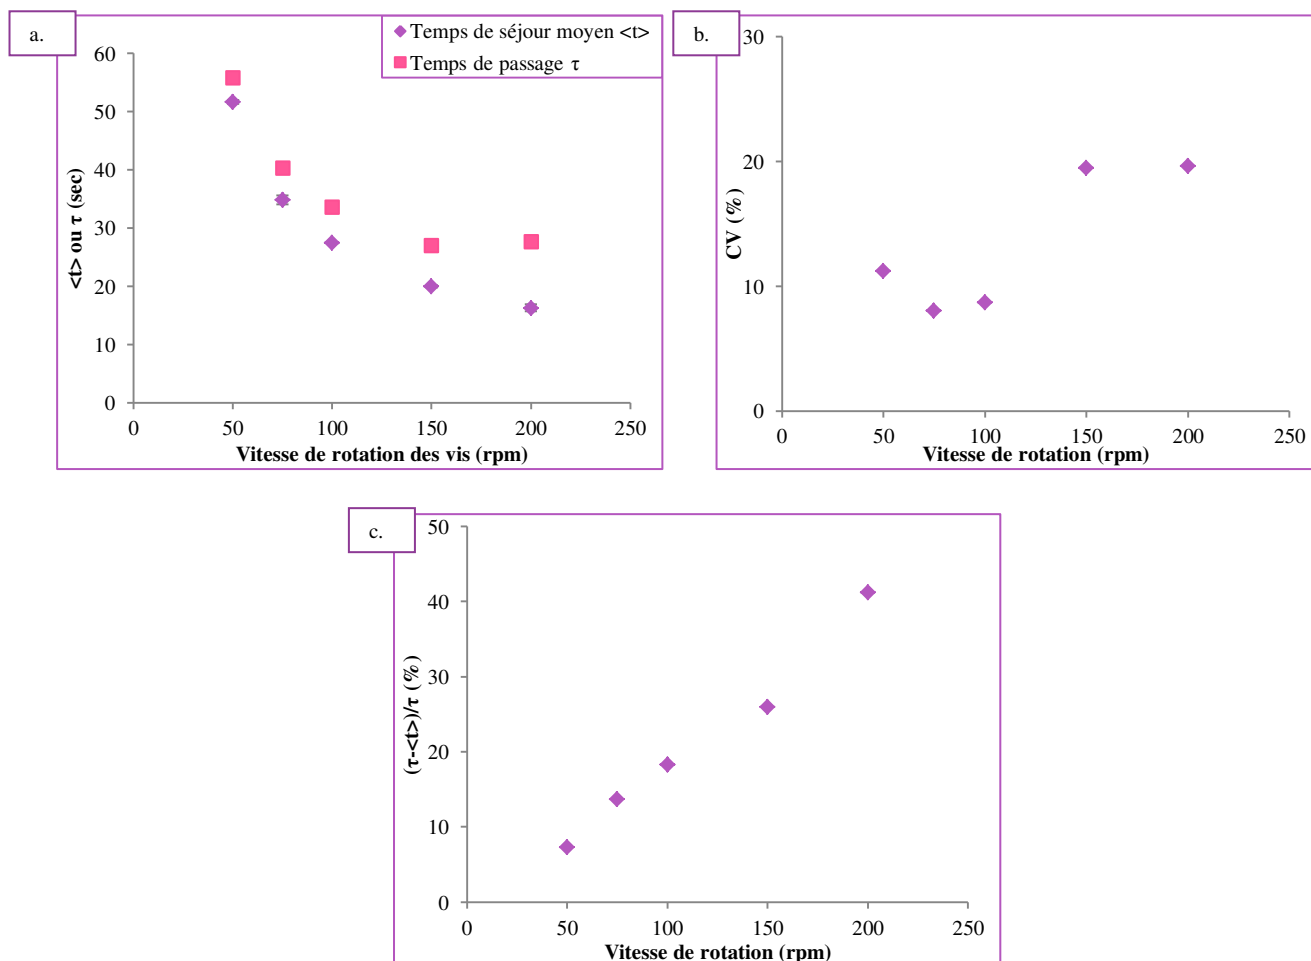 a.
Temps de séjour moyen <t>
Temps de passage τ
<t> ou τ (sec)
60
50
40
30
20
10
0
0 50 100 150 200 250
Vitesse de rotation des vis (rpm)
b.
CV (%)
30
20
10
0
0 50 100 150 200 250
Vitesse de rotation (rpm)
c.
(τ-<t>)/τ (%)
50
40
30
20
10
0
0 50 100 150 200 250
Vitesse de rotation (rpm)